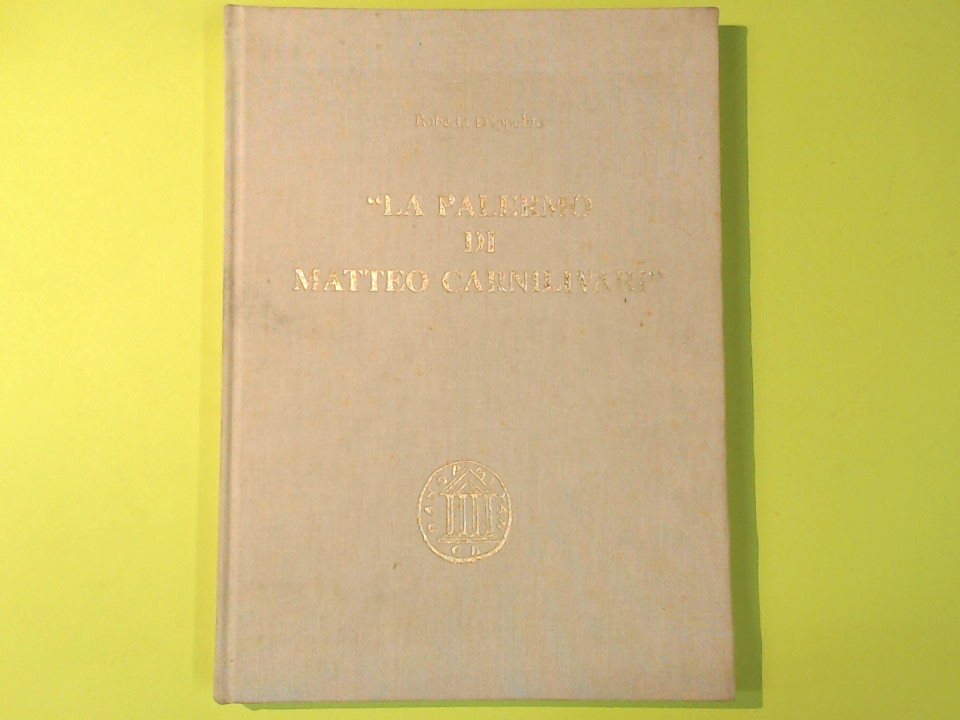 "LA PALERMO
DI
MATTEO CARNILIVARI"